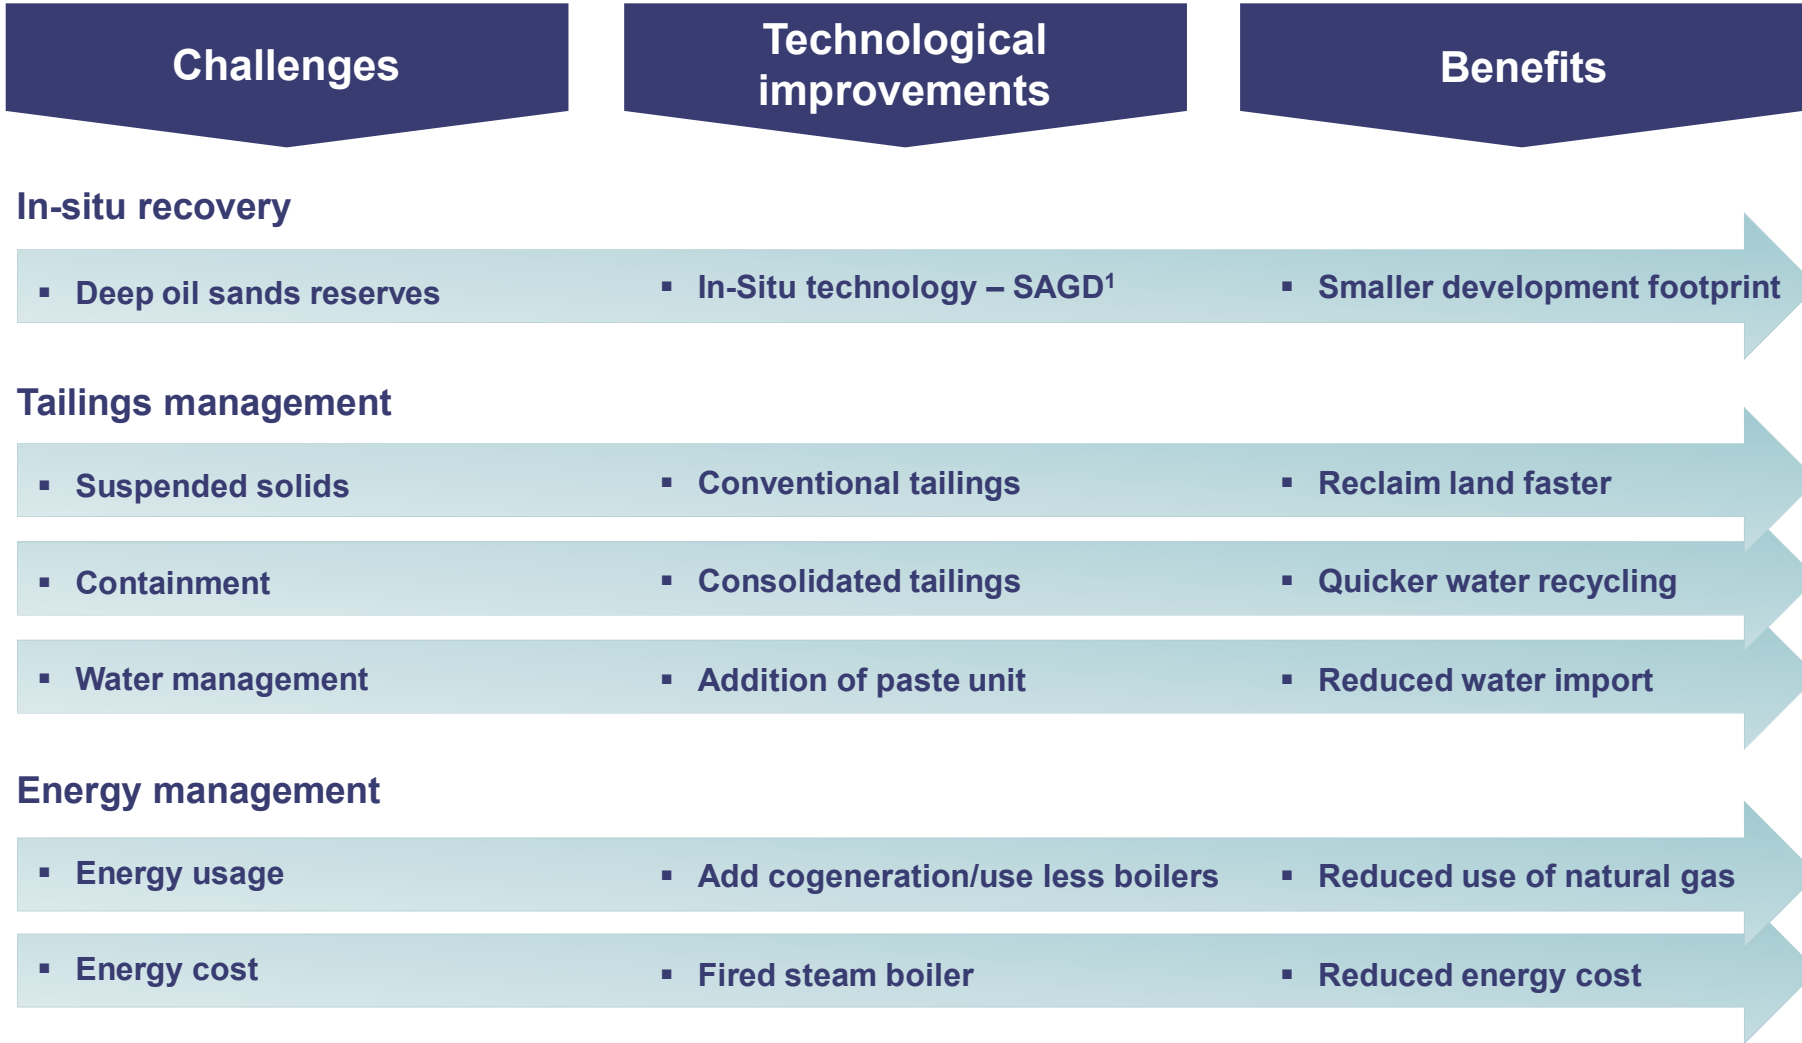 Challenges
Technological
improvements
Benefits
In-situ recovery
▪ Deep oil sands reserves
▪ In-Situ technology – SAGD¹
▪ Smaller development footprint
Tailings management
▪ Suspended solids
▪ Conventional tailings
▪ Reclaim land faster
▪ Containment
▪ Consolidated tailings
▪ Quicker water recycling
▪ Water management
▪ Addition of paste unit
▪ Reduced water import
Energy management
▪ Energy usage
▪ Add cogeneration/use less boilers
▪ Reduced use of natural gas
▪ Energy cost
▪ Fired steam boiler
▪ Reduced energy cost